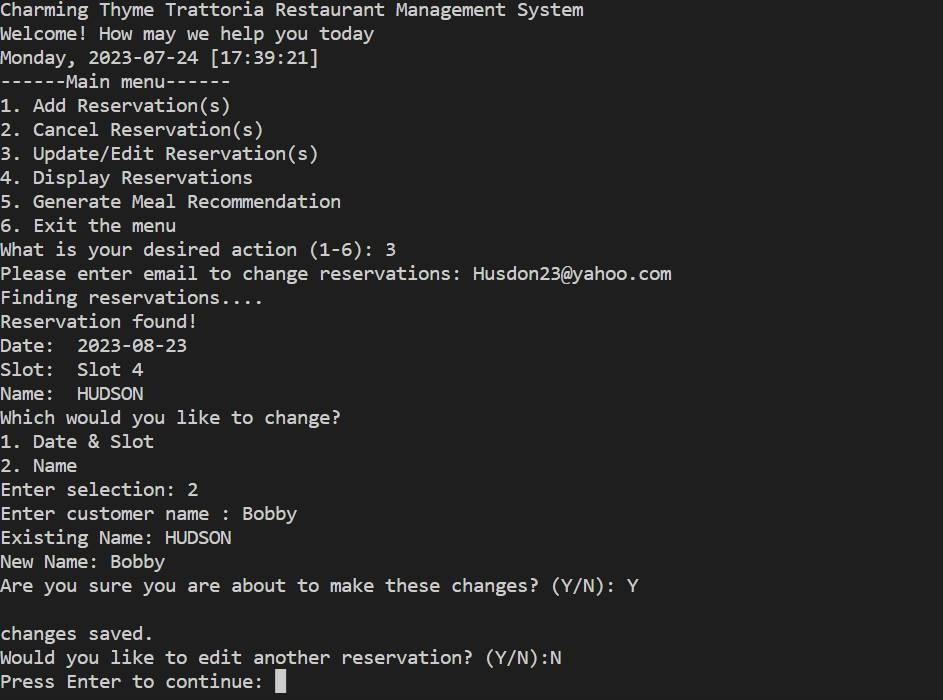 Charming Thyme Trattoria Restaurant Management System
Welcome! How may we help you today
Monday, 2023-07-24 [17:39:21]
------Main menu------
1. Add Reservation(s)
2. Cancel Reservation(s)
3. Update/Edit Reservation(s)
4. Display Reservations
5. Generate Meal Recommendation
6. Exit the menu
What is your desired action (1-6): 3
Please enter email to change reservations: Husdon23@yahoo.com
Finding reservations....
Reservation found!
Date:  2023-08-23
Slot:  Slot 4
Name:  HUDSON
Which would you like to change?
1. Date & Slot
2. Name
Enter selection: 2
Enter customer name : Bobby
Existing Name: HUDSON
New Name: Bobby
Are you sure you are about to make these changes? (Y/N): Y
changes saved.
Would you like to edit another reservation? (Y/N):N
Press Enter to continue: